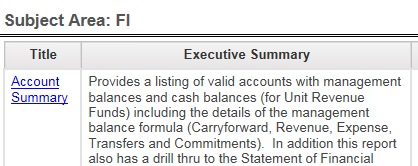 Subject Area: FI
Title
Executive Summary
Account
Summary
Provides a listing of valid accounts with management
balances and cash balances (for Unit Revenue
Funds) including the details of the management
balance formula (Carryforward, Revenue, Expense,
Transfers and Commitments).  In addition this report
also has a drill thru to the Statement of Financial